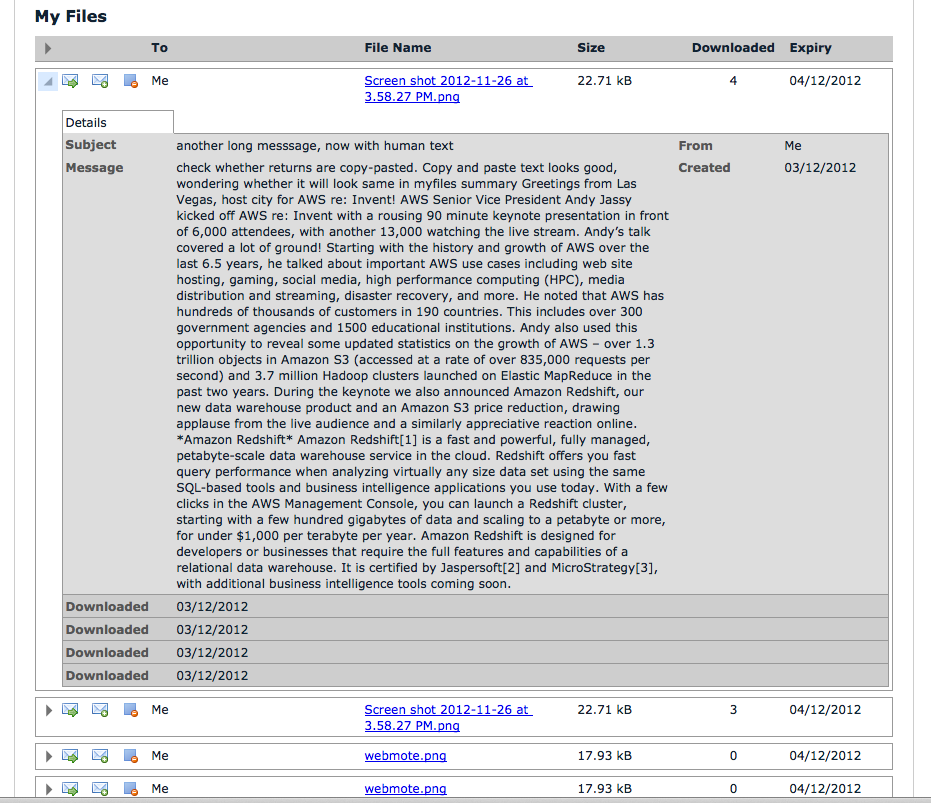 My Files
To File Name Size Downloaded Expiry
Me Screen shot 2012-11-26 at 22.71 kB 4 04/12/2012
3.58.27 PM.png
Details
Subject another long messsage, now with human text From Me
Message check whether returns are copy-pasted. Copy and paste text looks good, Created 03/12/2012
wondering whether it will look same in myfiles summary Greetings from Las
Vegas, host city for AWS re: Invent! AWS Senior Vice President Andy Jassy
kicked off AWS re: Invent with a rousing 90 minute keynote presentation in front
of 6,000 attendees, with another 13,000 watching the live stream. Andy’s talk
covered a lot of ground! Starting with the history and growth of AWS over the
last 6.5 years, he talked about important AWS use cases including web site
hosting, gaming, social media, high performance computing (HPC), media
distribution and streaming, disaster recovery, and more. He noted that AWS has
hundreds of thousands of customers in 190 countries. This includes over 300
government agencies and 1500 educational institutions. Andy also used this
opportunity to reveal some updated statistics on the growth of AWS – over 1.3
trillion objects in Amazon S3 (accessed at a rate of over 835,000 requests per
second) and 3.7 million Hadoop clusters launched on Elastic MapReduce in the
past two years. During the keynote we also announced Amazon Redshift, our
new data warehouse product and an Amazon S3 price reduction, drawing
applause from the live audience and a similarly appreciative reaction online.
*Amazon Redshift* Amazon Redshift[1] is a fast and powerful, fully managed,
petabyte-scale data warehouse service in the cloud. Redshift offers you fast
query performance when analyzing virtually any size data set using the same
SQL-based tools and business intelligence applications you use today. With a few
clicks in the AWS Management Console, you can launch a Redshift cluster,
starting with a few hundred gigabytes of data and scaling to a petabyte or more,
for under $1,000 per terabyte per year. Amazon Redshift is designed for
developers or businesses that require the full features and capabilities of a
relational data warehouse. It is certified by Jaspersoft[2] and MicroStrategy[3],
with additional business intelligence tools coming soon.
Downloaded 03/12/2012
Downloaded 03/12/2012
Downloaded 03/12/2012
Downloaded 03/12/2012
Me Screen shot 2012-11-26 at 22.71 kB 3 04/12/2012
3.58.27 PM.png
Me webmote.png 17.93 kB 0 04/12/2012
Me webmote.png 17.93 kB 0 04/12/2012